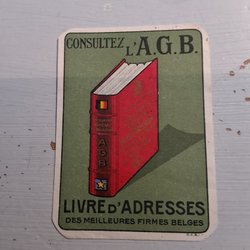 CONSULTEZ
L'A.G.B.
A G B
LIVRE D'ADRESSES
DES MEILLEURES FIRMES BELGES